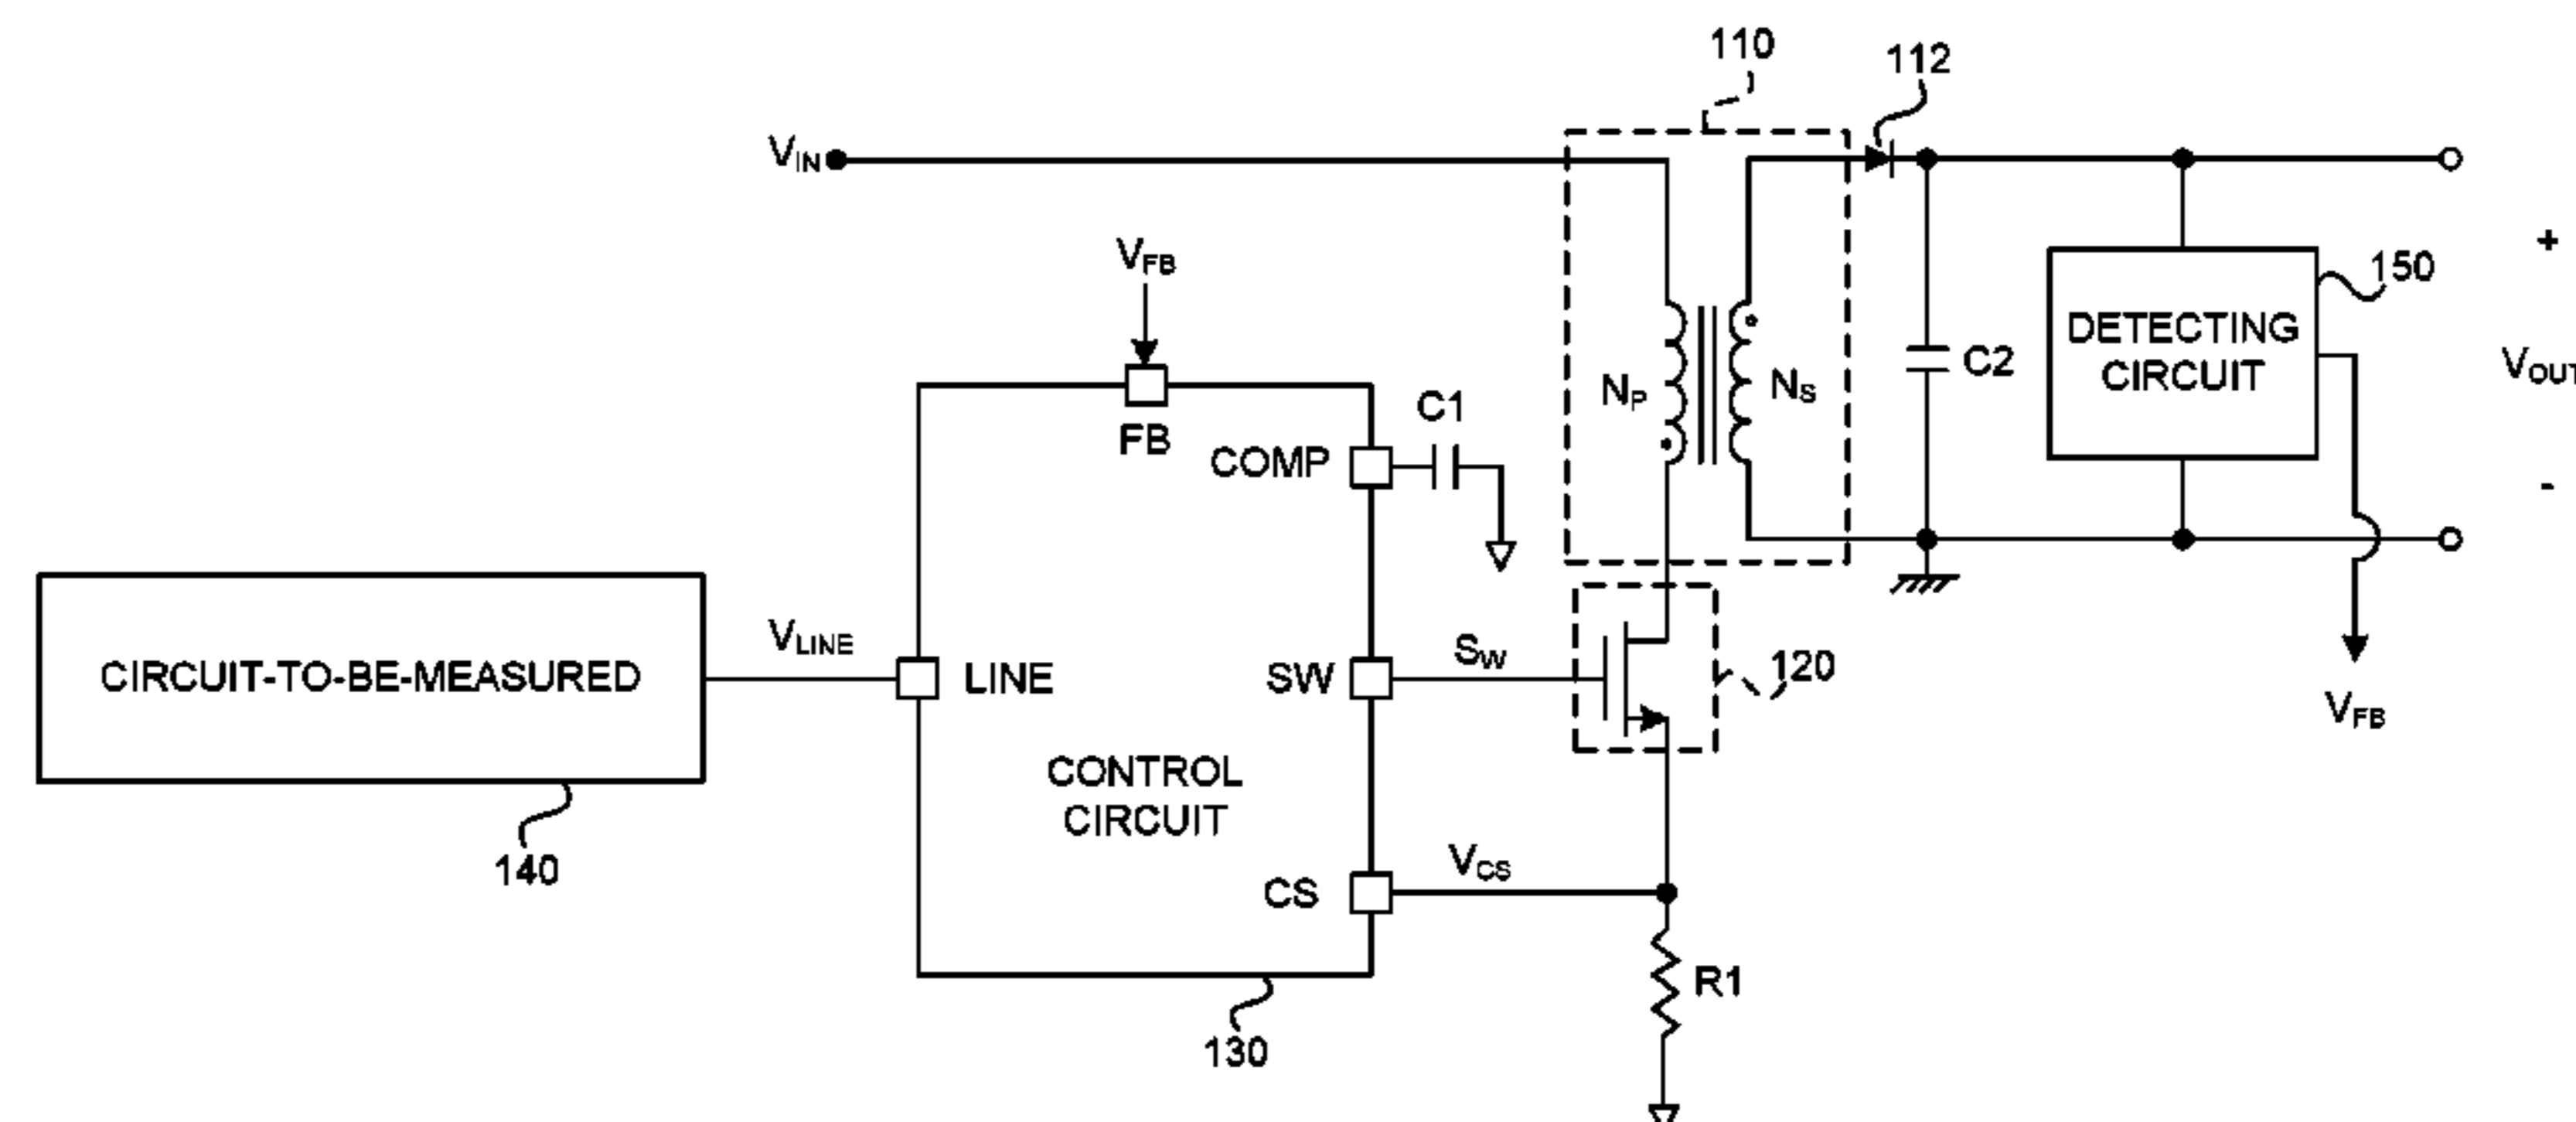 110
112
VIN
VFB
150
+
DETECTING
CIRCUIT
VOUT
C2
NP
NS
C1
FB
COMP
-
VLINE
SW
120
CIRCUIT-TO-BE-MEASURED
LINE
SW
VFB
CONTROL
CIRCUIT
140
VCS
CS
R1
130